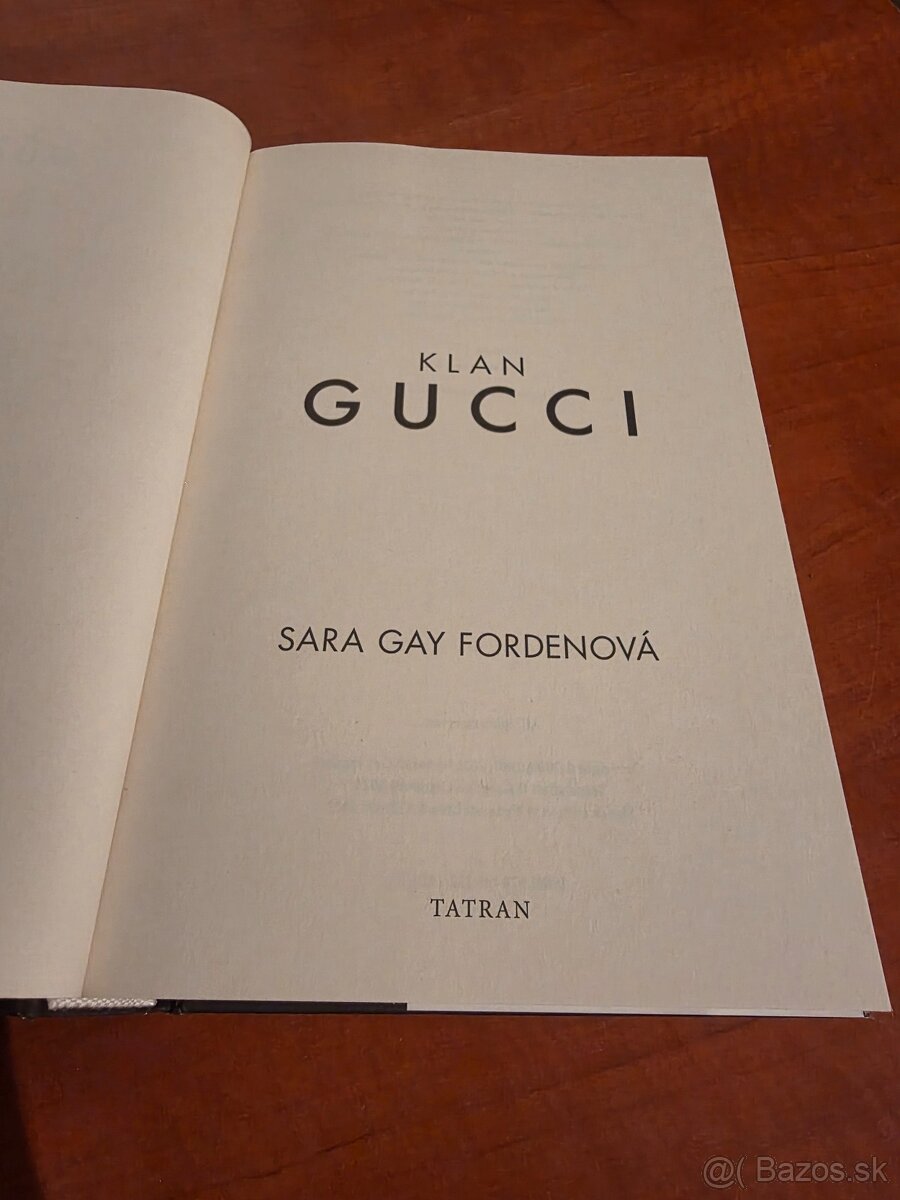 KLAN
GUCCI
SARA GAY FORDENOVÁ
TATRAN
@( Bazos.sk